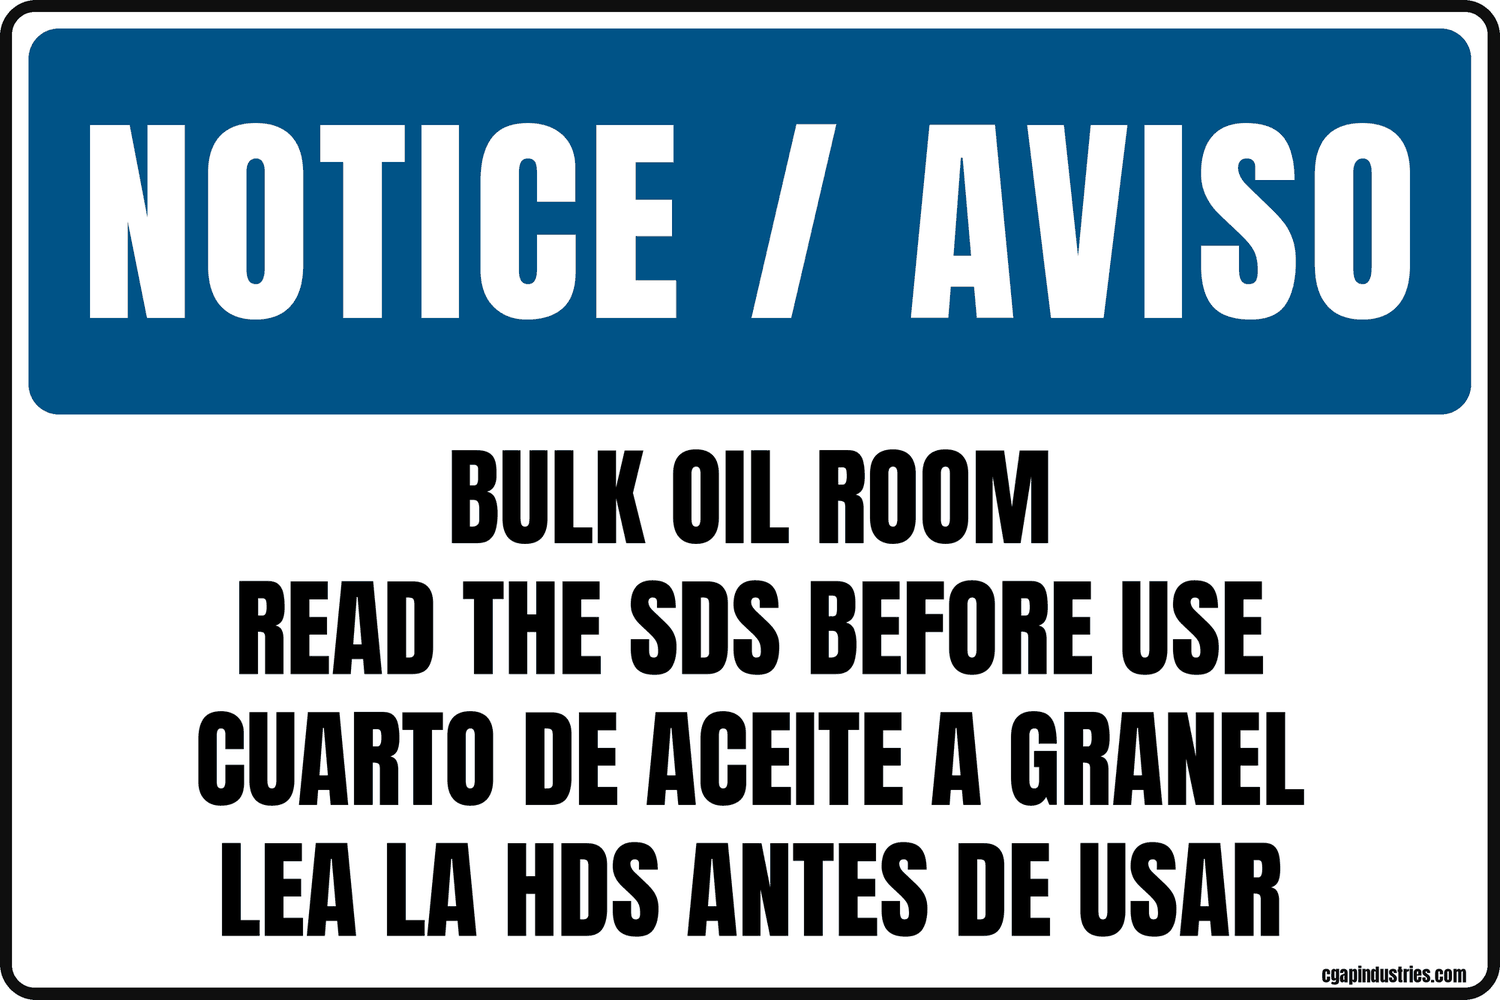 NOTICE / AVISO
BULK OIL ROOM
READ THE SDS BEFORE USE
CUARTO DE ACEITE A GRANEL
LEA LA HDS ANTES DE USAR
cgapindustries.com